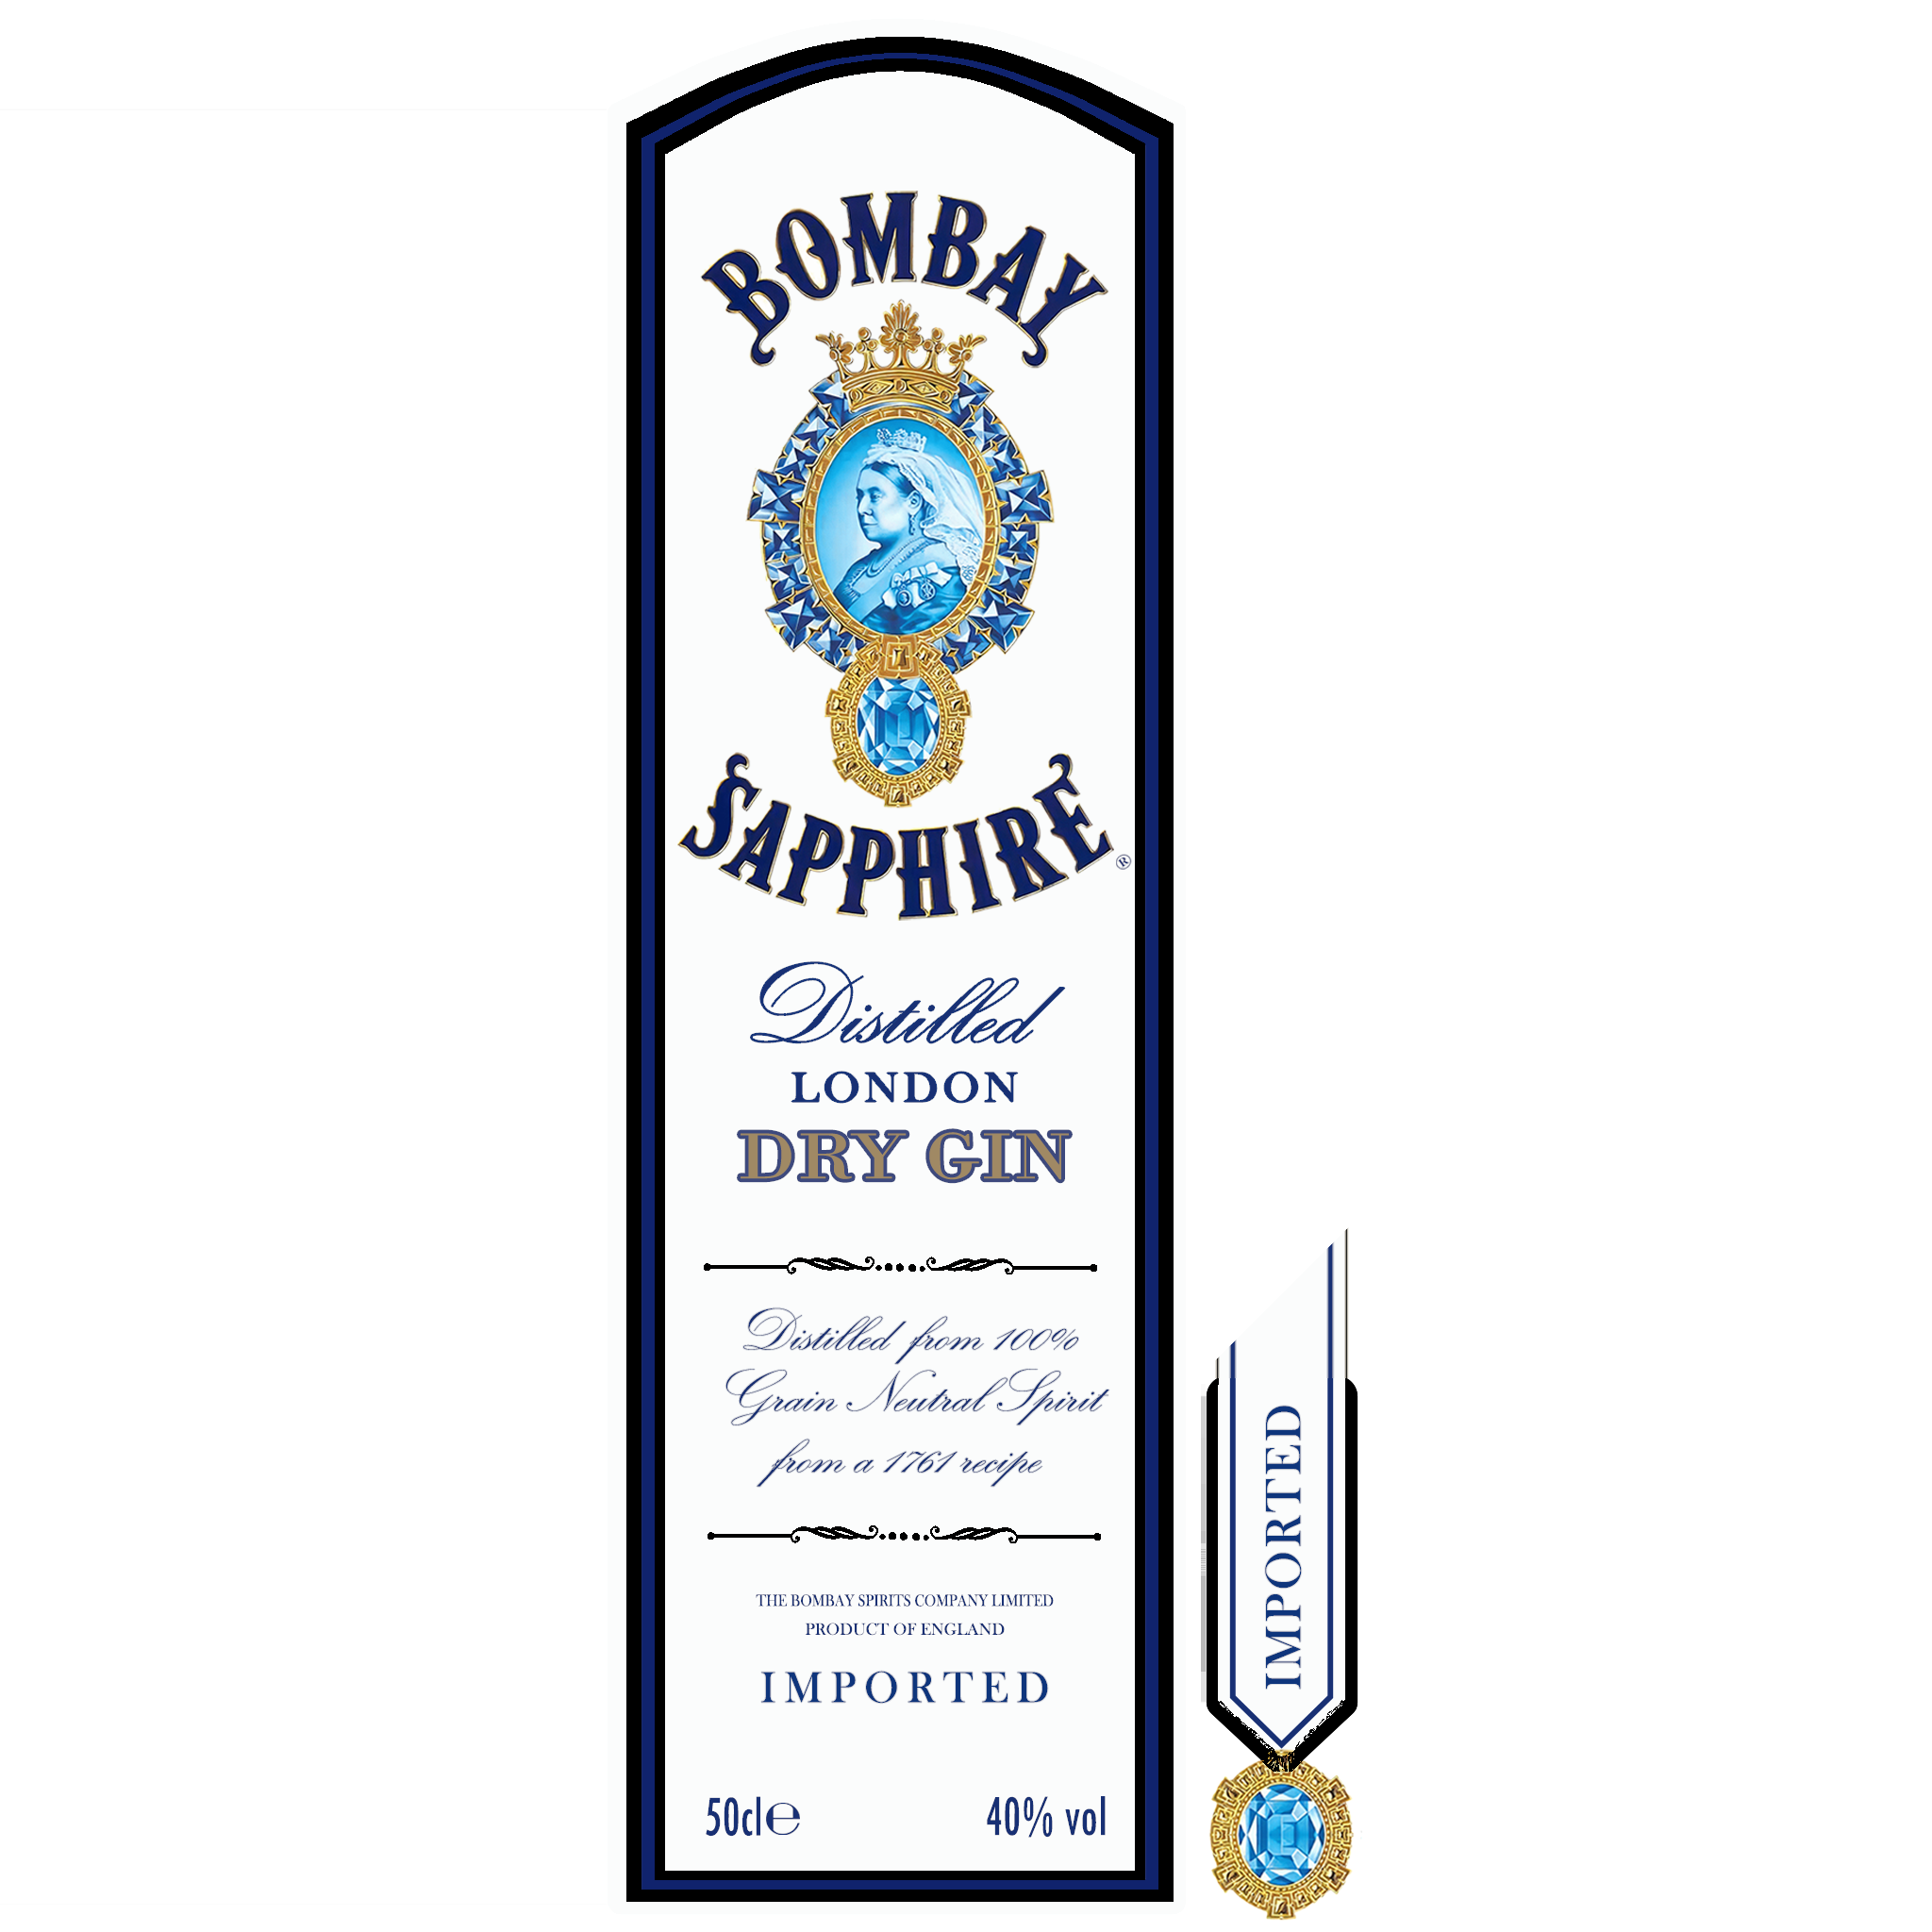 BOMBAY
SAPPHIRE®
Distilled
LONDON
DRY GIN
Distilled from 100%
Grain Neutral Spirit
from a 1761 recipe
THE BOMBAY SPIRITS COMPANY LIMITED
PRODUCT OF ENGLAND
IMPORTED
50cl℮ 40% vol
IMPORTED